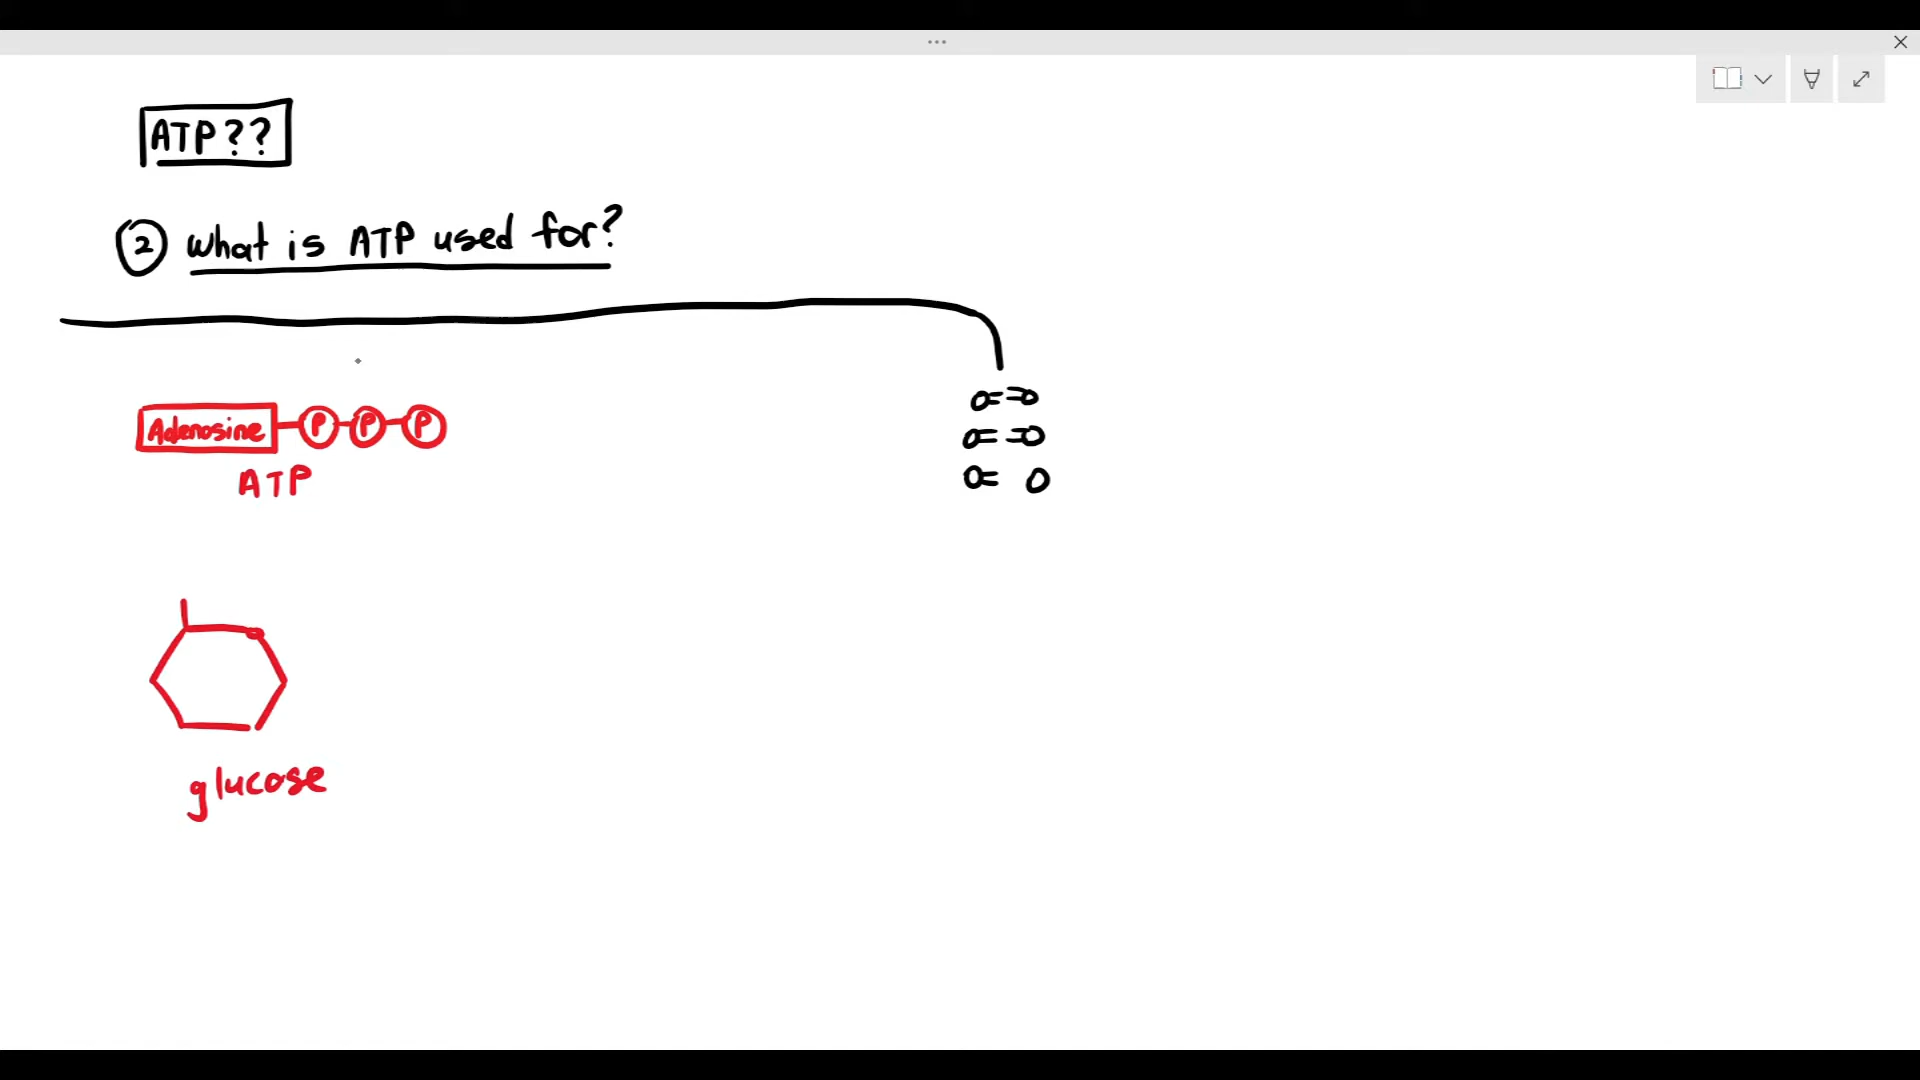 ATP??
2 What is ATP used for?
Adenosine P P P
ATP
glucose